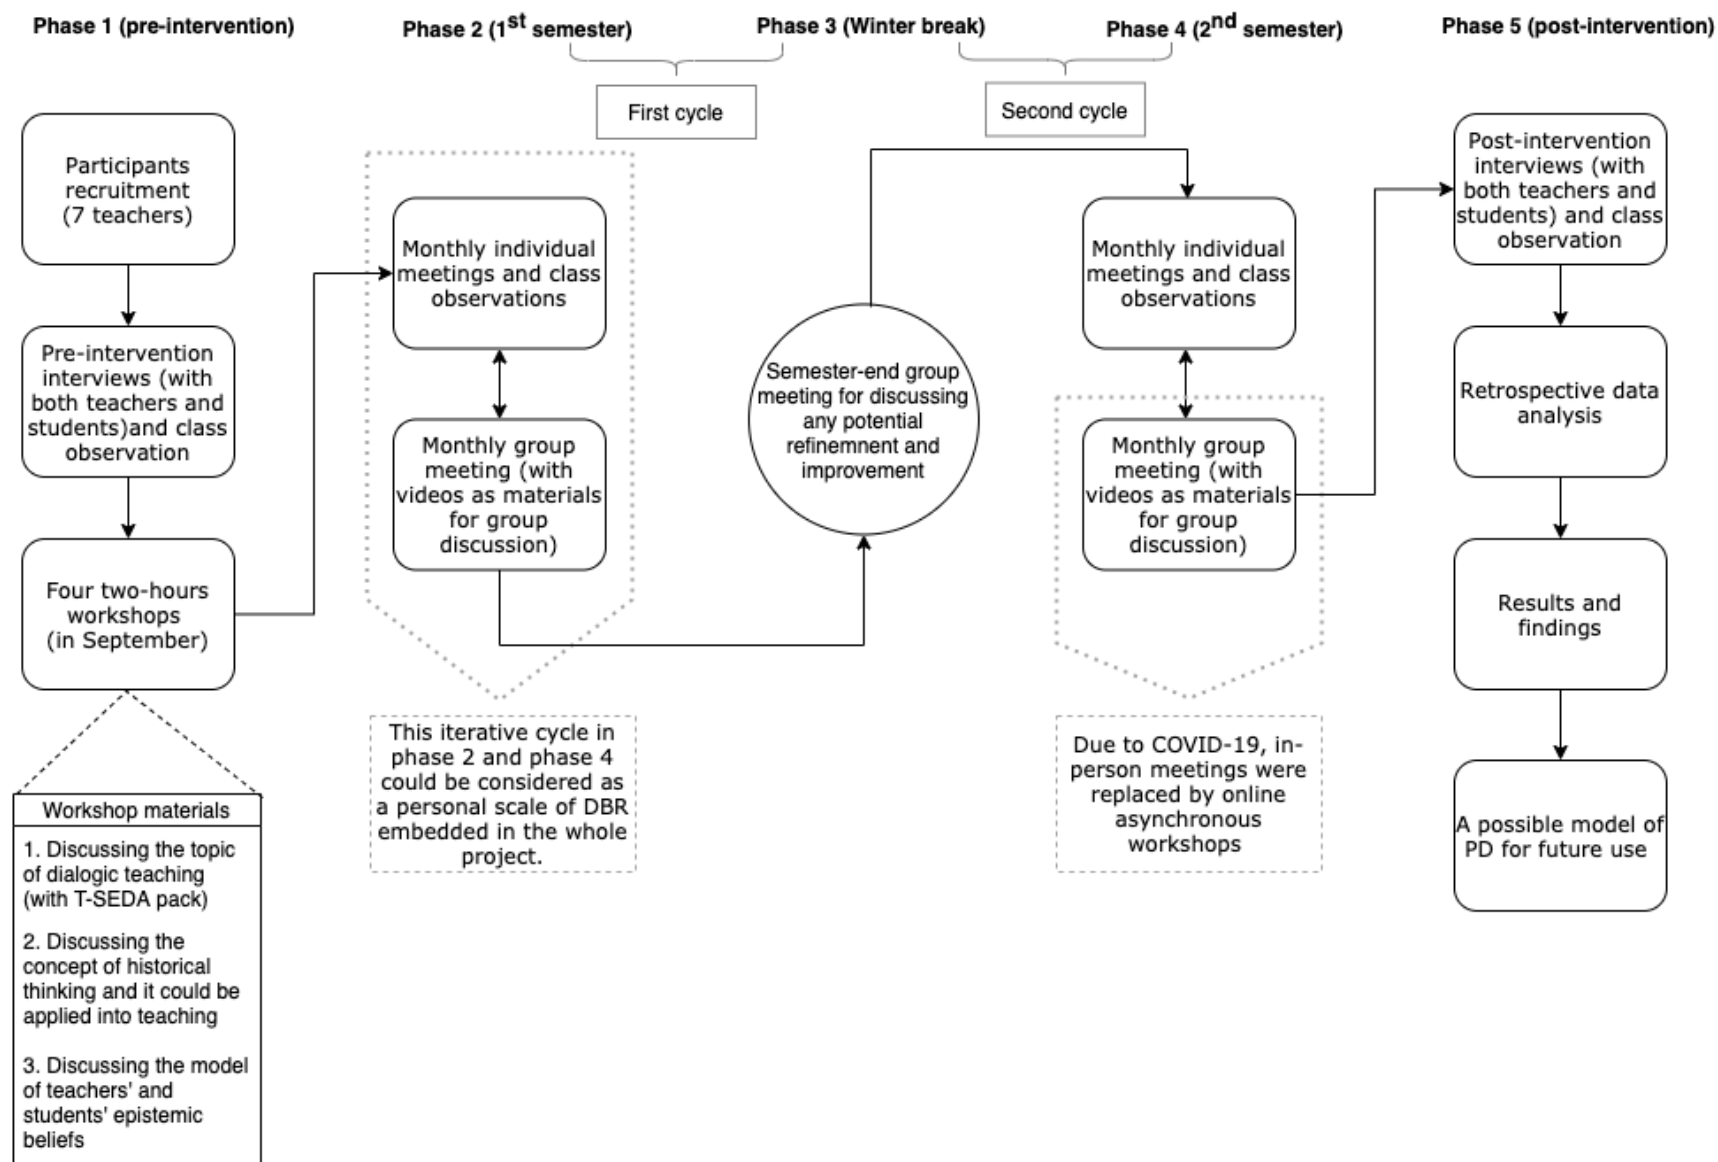 Phase 1 (pre-intervention)
Phase 2 (1st semester)
Phase 3 (Winter break)
Phase 4 (2nd semester)
Phase 5 (post-intervention)
First cycle
Second cycle
Participants
recruitment
(7 teachers)
Pre-intervention
interviews (with
both teachers and
students)and class
observation
Four two-hours
workshops
(in September)
Workshop materials
1. Discussing the topic
of dialogic teaching
(with T-SEDA pack)
2. Discussing the
concept of historical
thinking and it could be
applied into teaching
3. Discussing the model
of teachers' and
students' epistemic
beliefs
Monthly individual
meetings and class
observations
Monthly group
meeting (with
videos as materials
for group
discussion)
This iterative cycle in
phase 2 and phase 4
could be considered as
a personal scale of DBR
embedded in the whole
project.
Semester-end group
meeting for discussing
any potential
refinemnent and
improvement
Monthly individual
meetings and class
observations
Monthly group
meeting (with
videos as materials
for group
discussion)
Due to COVID-19, in-
person meetings were
replaced by online
asynchronous
workshops
Post-intervention
interviews (with
both teachers and
students) and class
observation
Retrospective data
analysis
Results and
findings
A possible model of
PD for future use